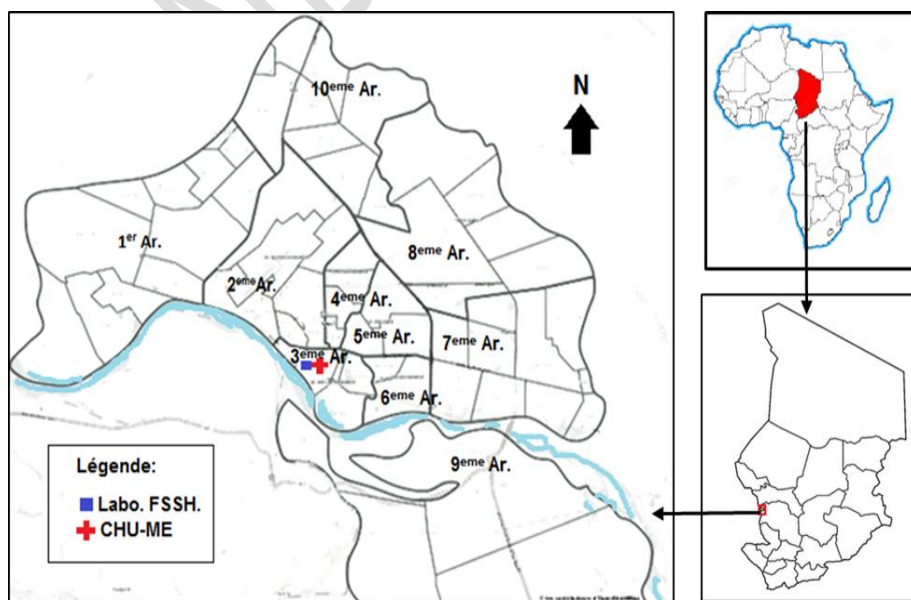 10eme Ar.
N
1er Ar.
8eme Ar.
2eme Ar.
4eme Ar.
5eme Ar.
7eme Ar.
3eme Ar.
6eme Ar.
9eme Ar.
Légende:
Labo. FSSH.
CHU-ME